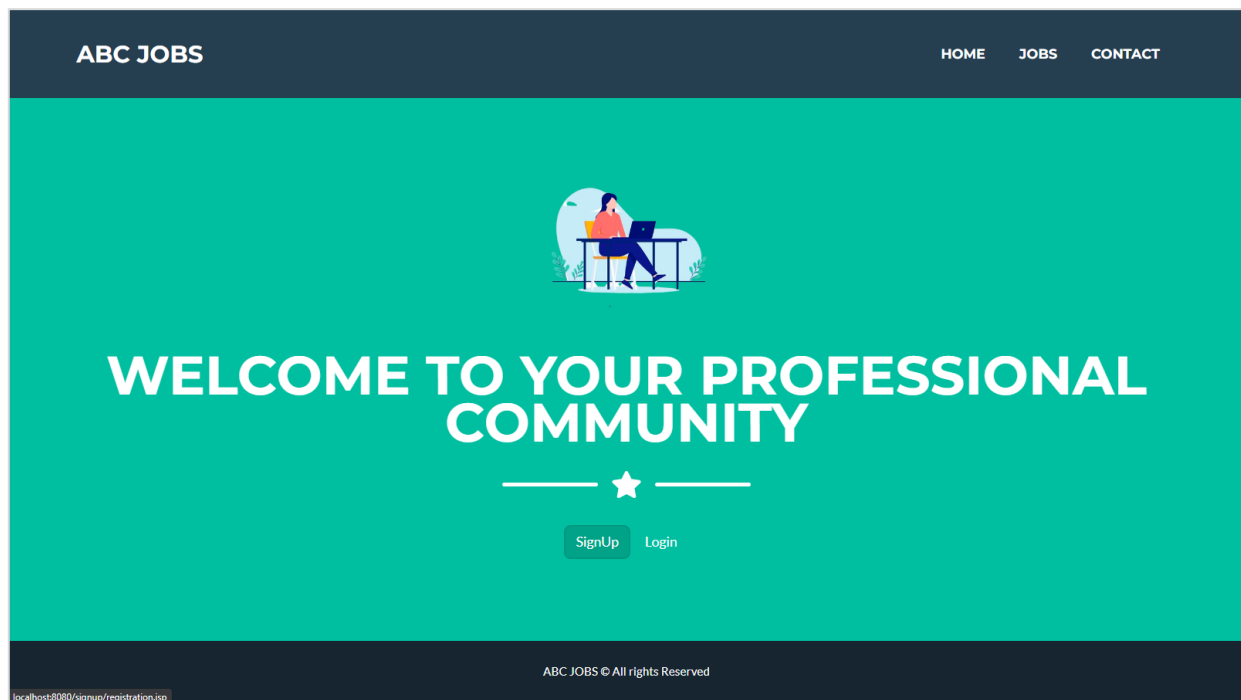 ABC JOBS
HOME JOBS CONTACT
WELCOME TO YOUR PROFESSIONAL
COMMUNITY
SignUp Login
ABC JOBS © All rights Reserved
localhost:8080/signup/registration.jsp